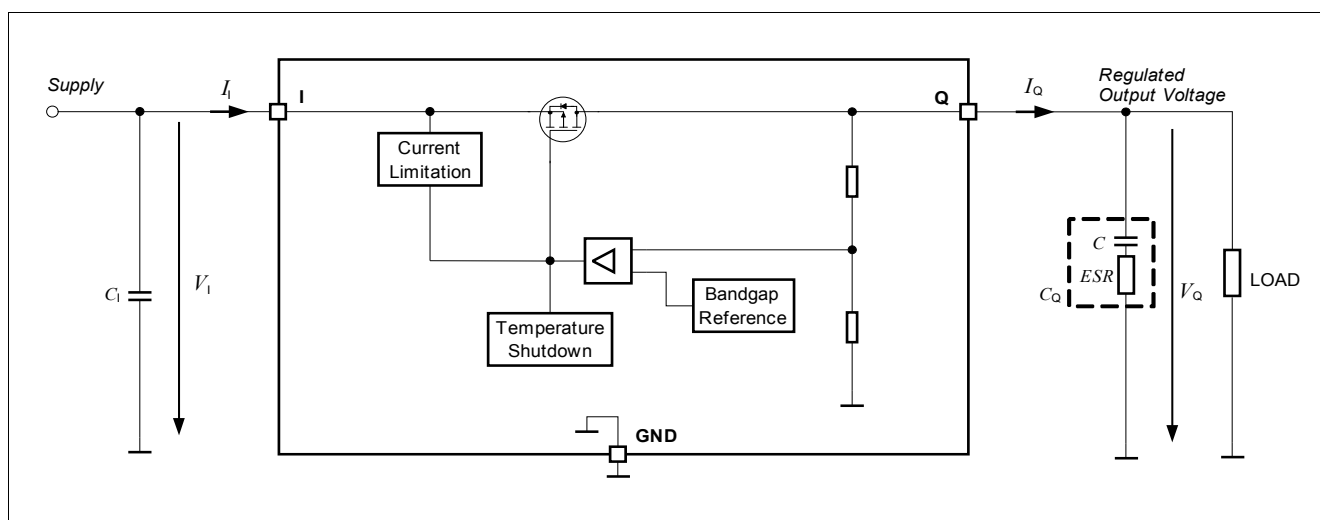 Supply
I_I
I
Q
I_Q
Regulated
Output Voltage
Current
Limitation
C_I
V_I
Bandgap
Reference
Temperature
Shutdown
C
ESR
C_Q
V_Q
LOAD
GND